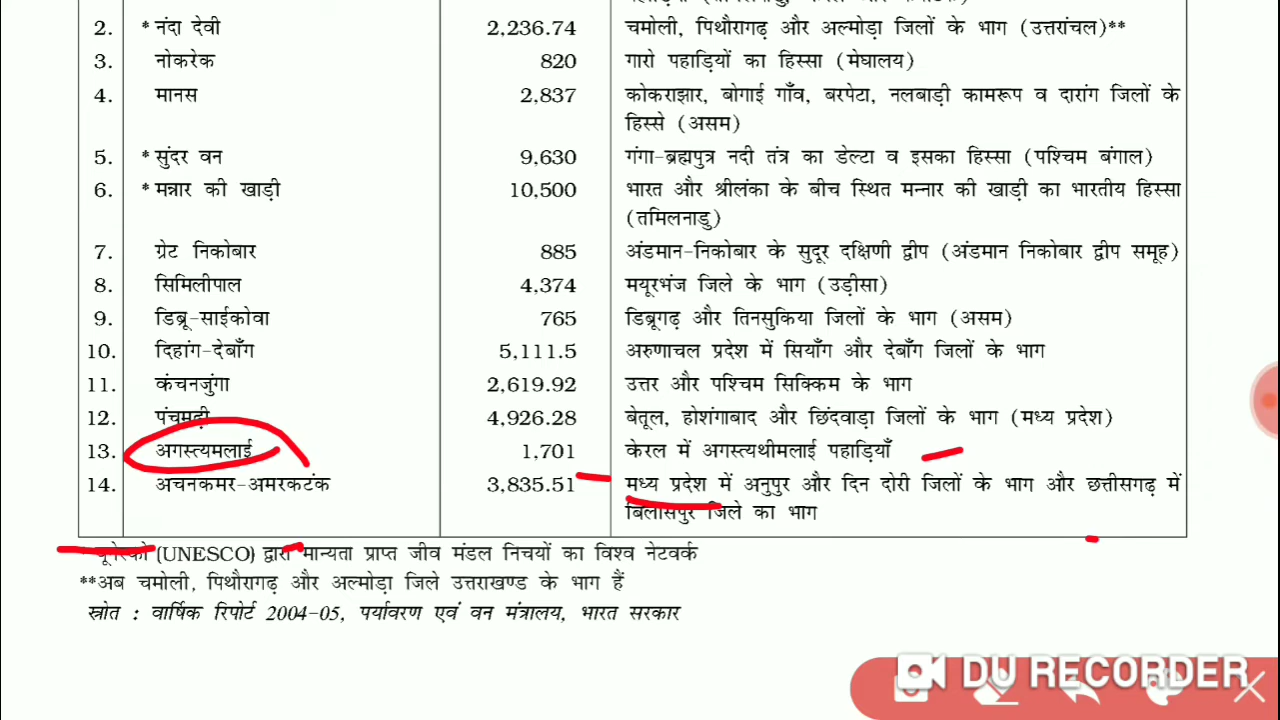 2. *नंदा देवी 2,236.74 चमोली, पिथौरागढ़ और अल्मोड़ा जिलों के भाग (उत्तरांचल)**
3. नोकरेक 820 गारो पहाड़ियों का हिस्सा (मेघालय)
4. मानस 2,837 कोकराझार, बोगाई गाँव, बरपेटा, नलबाड़ी कामरूप व दारांग जिलों के
हिस्से (असम)
5. *सुंदर वन 9,630 गंगा-ब्रह्मपुत्र नदी तंत्र का डेल्टा व इसका हिस्सा (पश्चिम बंगाल)
6. *मन्नार की खाड़ी 10,500 भारत और श्रीलंका के बीच स्थित मन्नार की खाड़ी का भारतीय हिस्सा
(तमिलनाडु)
7. ग्रेट निकोबार 885 अंडमान-निकोबार के सुदूर दक्षिणी द्वीप (अंडमान निकोबार द्वीप समूह)
8. सिमिलीपाल 4,374 मयूरभंज जिले के भाग (उड़ीसा)
9. डिब्रू-साईकोवा 765 डिब्रूगढ़ और तिनसुकिया जिलों के भाग (असम)
10. दिहांग-देबाँग 5,111.5 अरुणाचल प्रदेश में सियाँग और देबाँग जिलों के भाग
11. कंचनजुंगा 2,619.92 उत्तर और पश्चिम सिक्किम के भाग
12. पंचमढ़ी 4,926.28 बेतूल, होशंगाबाद और छिंदवाड़ा जिलों के भाग (मध्य प्रदेश)
13. अगस्त्यमलाई 1,701 केरल में अगस्त्यथीमलाई पहाड़ियाँ
14. अचनकमर-अमरकटंक 3,835.51 मध्य प्रदेश में अनुपुर और दिन दोरी जिलों के भाग और छत्तीसगढ़ में
बिलासपुर जिले का भाग
यूनेस्को (UNESCO) द्वारा मान्यता प्राप्त जीव मंडल निचयों का विश्व नेटवर्क
**अब चमोली, पिथौरागढ़ और अल्मोड़ा जिले उत्तराखण्ड के भाग हैं
स्रोत : वार्षिक रिपोर्ट 2004-05, पर्यावरण एवं वन मंत्रालय, भारत सरकार
DU RECORDER